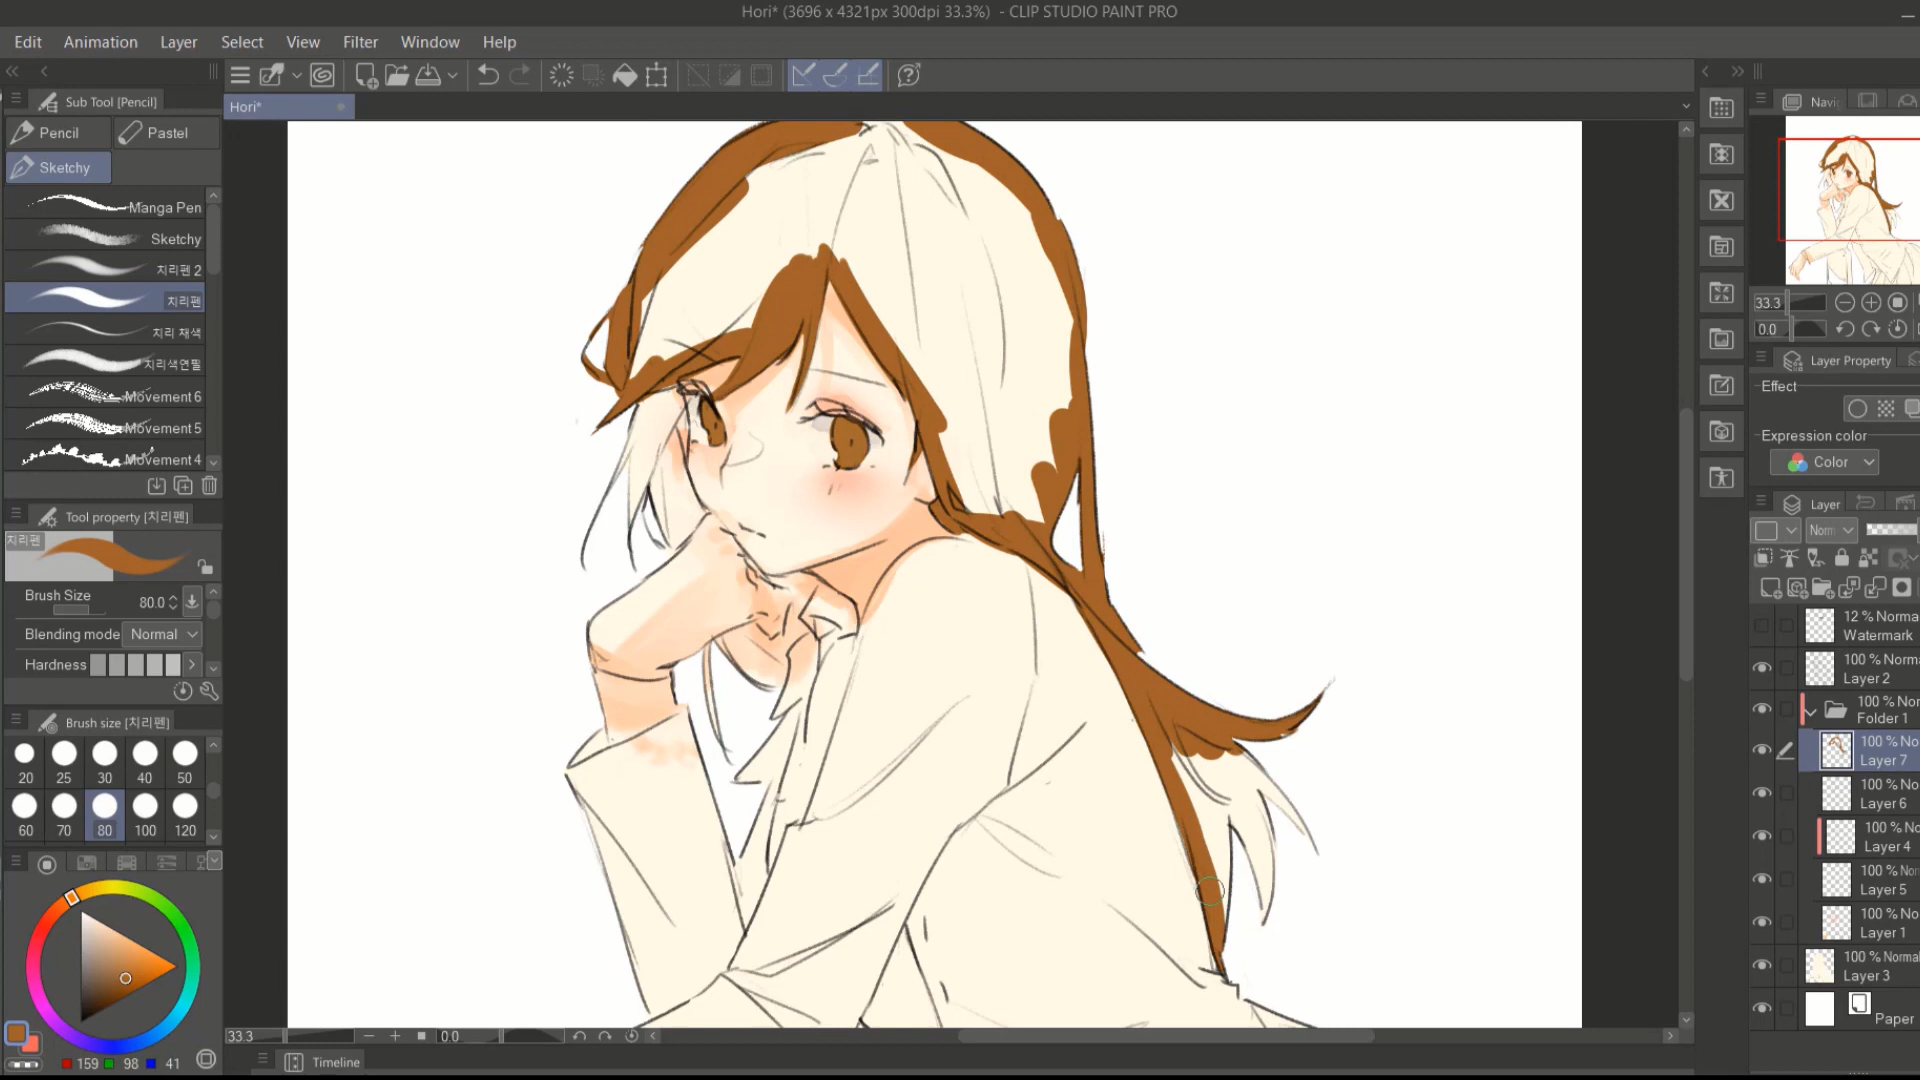 Hori* (3696 x 4321px 300dpi 33.3%) - CLIP STUDIO PAINT PRO
Edit Animation Layer Select View Filter Window Help
Sub Tool [Pencil]
Hori*
Pencil Pastel
Sketchy
Manga Pen
Sketchy
치리펜 2
치리펜
치리 채색
치리색연필
Movement 6
Movement 5
Movement 4
Tool property [치리펜]
치리펜
Brush Size 80.0
Blending mode Normal
Hardness
Brush size [치리펜]
20 25 30 40 50
60 70 80 100 120
159 98 41
33.3 0.0
Timeline
Navi
33.3
0.0
Layer Property
Effect
Expression color
Color
Layer
Norm
12 % Norma
Watermark
100 % Norm
Layer 2
100 % Nor
Folder 1
100 % No
Layer 7
100 % No
Layer 6
100 % No
Layer 4
100 % Nor
Layer 5
100 % No
Layer 1
100 % Normal
Layer 3
Paper